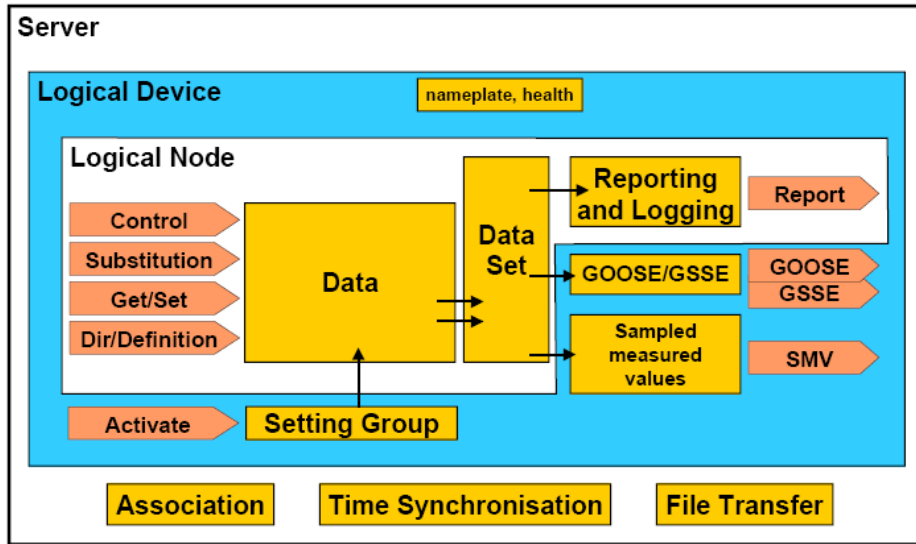 Server
Logical Device
nameplate, health
Logical Node
Control
Substitution
Get/Set
Dir/Definition
Data
Data
Set
Reporting
and Logging
Report
GOOSE/GSSE
GOOSE
GSSE
Sampled
measured
values
SMV
Activate
Setting Group
Association
Time Synchronisation
File Transfer